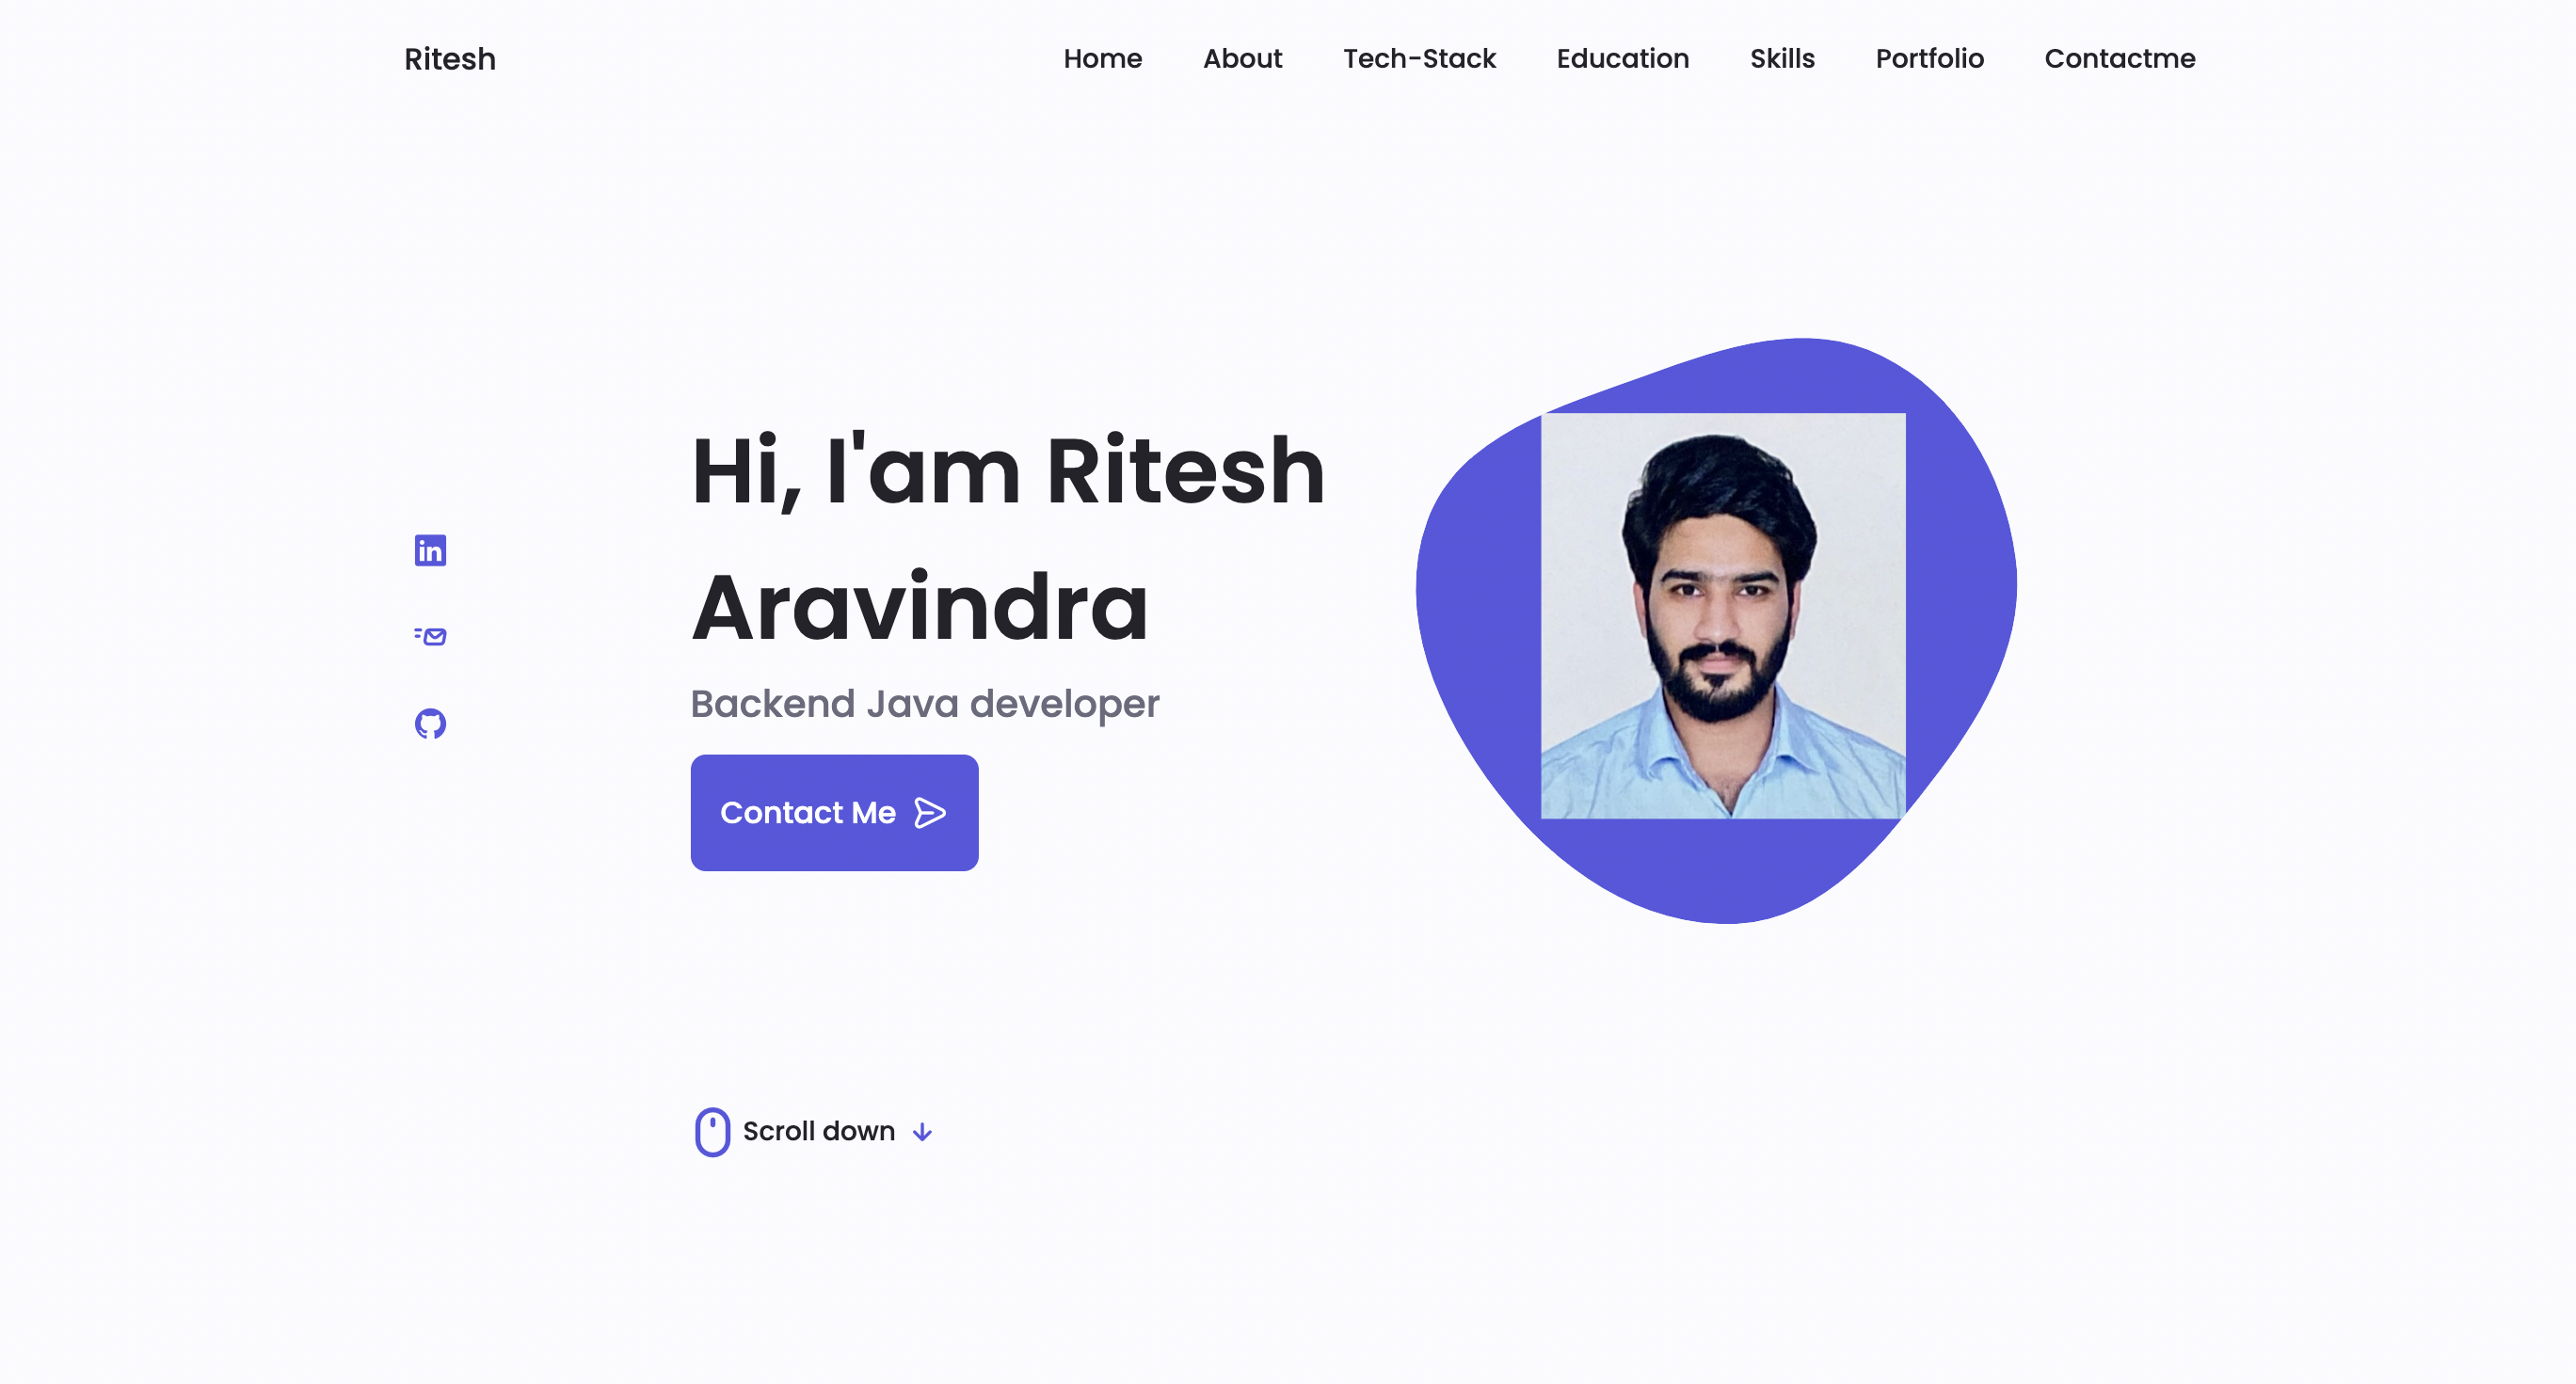 Ritesh
Home About Tech-Stack Education Skills Portfolio Contactme
Hi, I'am Ritesh
Aravindra
in
Backend Java developer
Contact Me
Scroll down